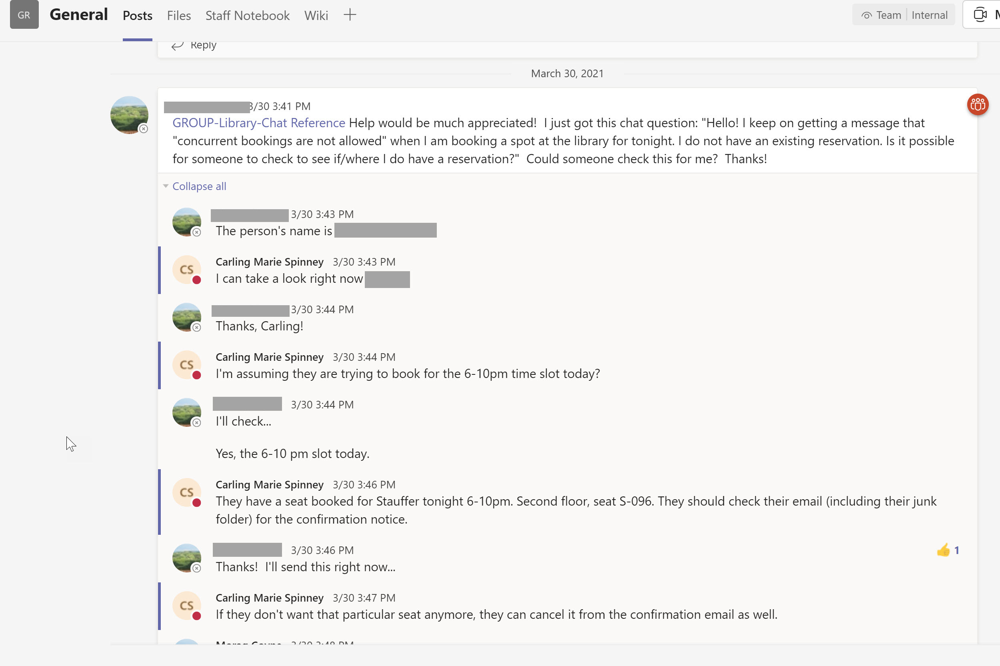 GR General Posts Files Staff Notebook Wiki Team Internal
Reply
March 30, 2021
3/30 3:41 PM
GROUP-Library-Chat Reference Help would be much appreciated!  I just got this chat question: "Hello! I keep on getting a message that
"concurrent bookings are not allowed" when I am booking a spot at the library for tonight. I do not have an existing reservation. Is it possible
for someone to check to see if/where I do have a reservation?"  Could someone check this for me?  Thanks!
Collapse all
3/30 3:43 PM
The person's name is
CS Carling Marie Spinney 3/30 3:43 PM
I can take a look right now
3/30 3:44 PM
Thanks, Carling!
CS Carling Marie Spinney 3/30 3:44 PM
I'm assuming they are trying to book for the 6-10pm time slot today?
3/30 3:44 PM
I'll check...
Yes, the 6-10 pm slot today.
CS Carling Marie Spinney 3/30 3:46 PM
They have a seat booked for Stauffer tonight 6-10pm. Second floor, seat S-096. They should check their email (including their junk
folder) for the confirmation notice.
3/30 3:46 PM 1
Thanks!  I'll send this right now...
CS Carling Marie Spinney 3/30 3:47 PM
If they don't want that particular seat anymore, they can cancel it from the confirmation email as well.
3/30 3:48 PM